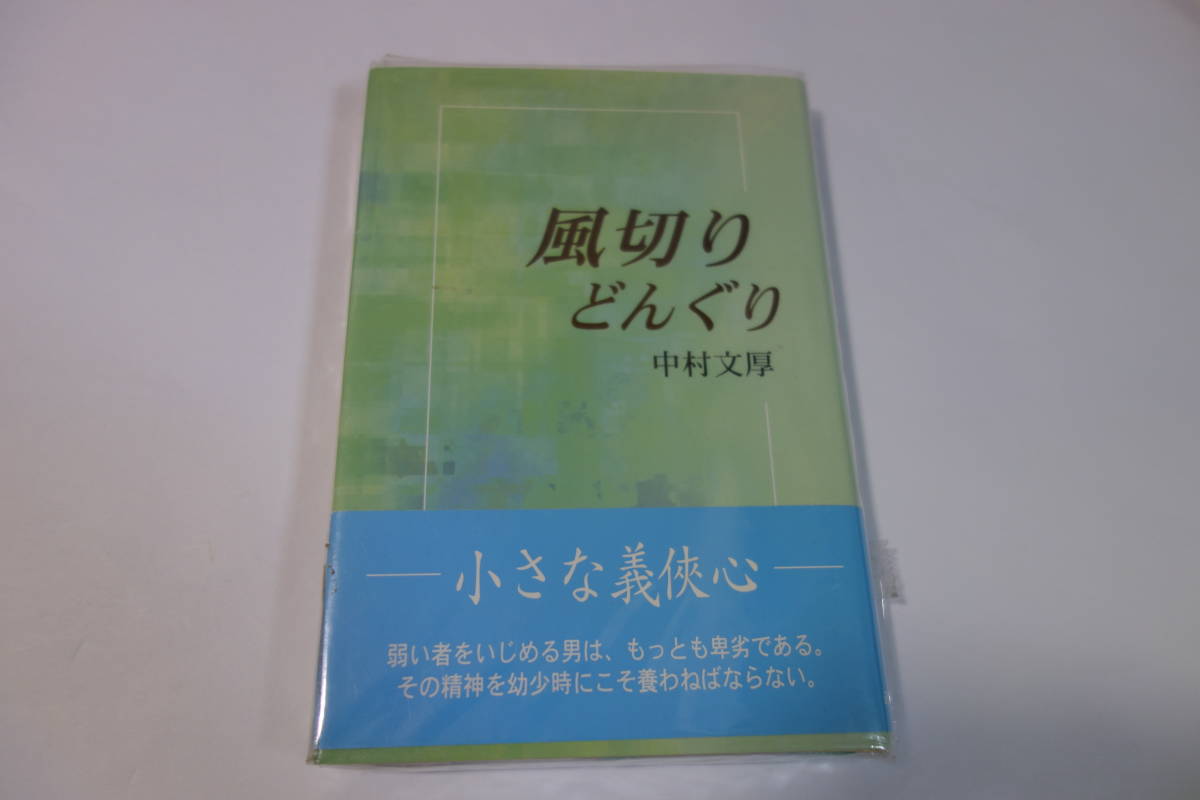 風切り
どんぐり
中村文厚
小さな義俠心
弱い者をいじめる男は、もっとも卑劣である。
その精神を幼少時にこそ養わねばならない。